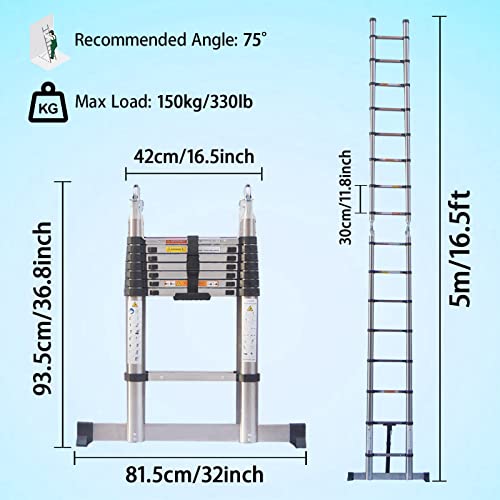 Recommended Angle: 75°
KG
Max Load: 150kg/330lb
42cm/16.5inch
30cm/11.8inch
5m/16.5ft
93.5cm/36.8inch
81.5cm/32inch